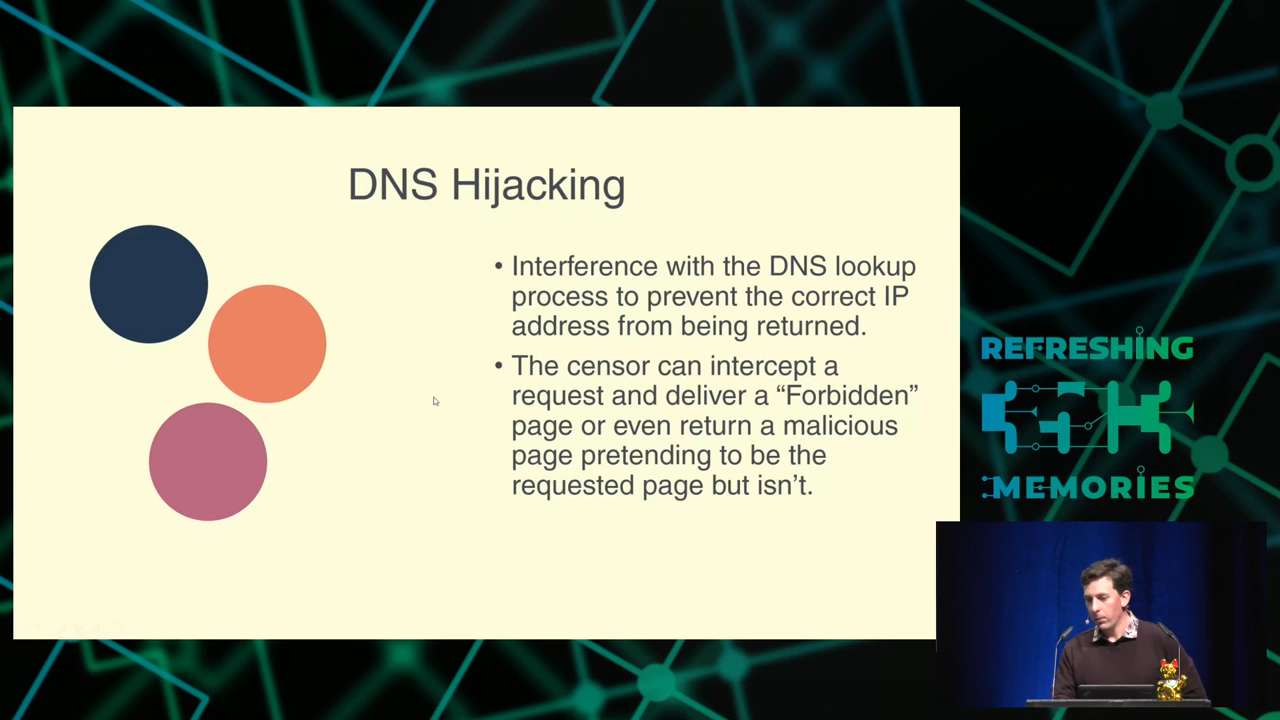 DNS Hijacking
• Interference with the DNS lookup
process to prevent the correct IP
address from being returned.
• The censor can intercept a
request and deliver a “Forbidden”
page or even return a malicious
page pretending to be the
requested page but isn’t.
REFRESHING
MEMORIES